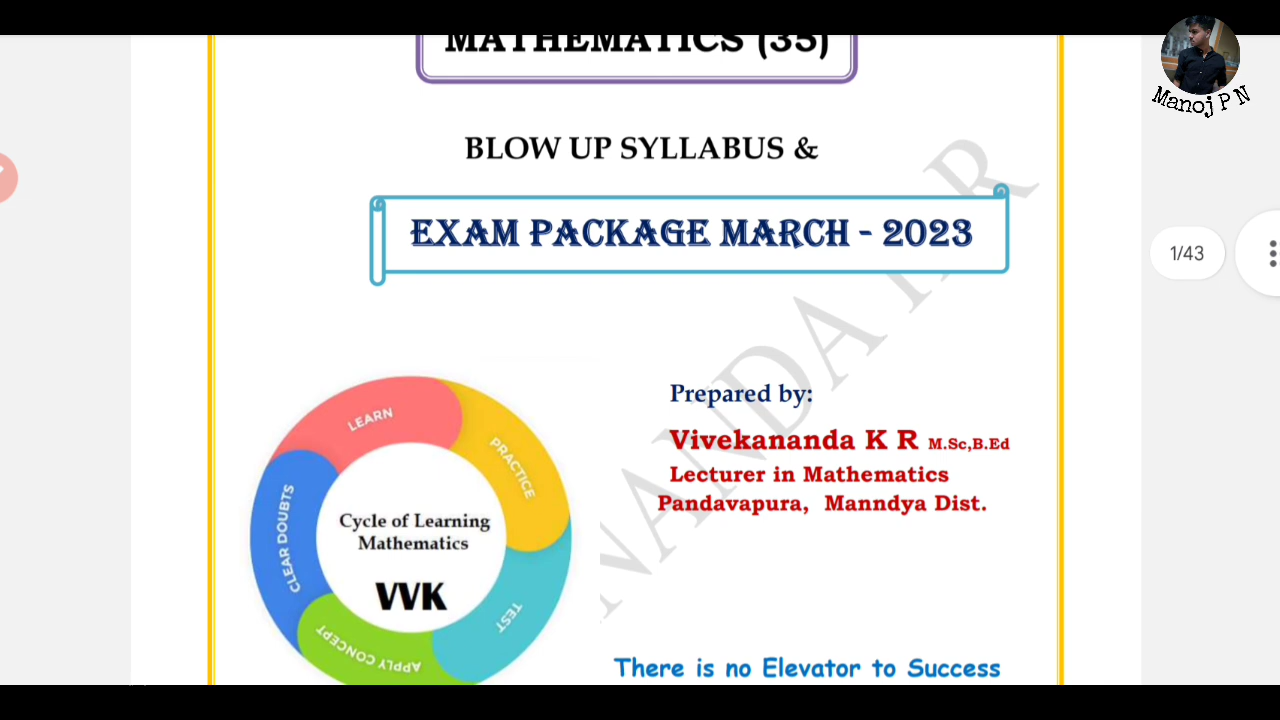 MATHEMATICS (35)
Manoj P N
BLOW UP SYLLABUS &
EXAM PACKAGE MARCH - 2023
1/43
Prepared by:
Vivekananda K R M.Sc,B.Ed
Lecturer in Mathematics
Pandavapura, Manndya Dist.
LEARN
PRACTICE
TEST
APPLY CONCEPT
CLEAR DOUBTS
Cycle of Learning
Mathematics
VVK
There is no Elevator to Success